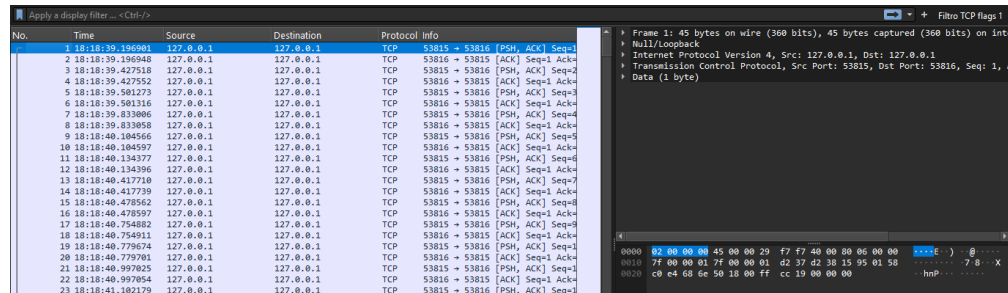 Apply a display filter ... <Ctrl-/>
+ Filtro TCP flags 1
No. Time Source Destination Protocol Info
1 18:18:39.196901 127.0.0.1 127.0.0.1 TCP 53815 → 53816 [PSH, ACK] Seq=1
2 18:18:39.196948 127.0.0.1 127.0.0.1 TCP 53816 → 53815 [ACK] Seq=1 Ack=
3 18:18:39.427518 127.0.0.1 127.0.0.1 TCP 53815 → 53816 [PSH, ACK] Seq=2
4 18:18:39.427552 127.0.0.1 127.0.0.1 TCP 53816 → 53815 [ACK] Seq=1 Ack=
5 18:18:39.501273 127.0.0.1 127.0.0.1 TCP 53815 → 53816 [PSH, ACK] Seq=3
6 18:18:39.501316 127.0.0.1 127.0.0.1 TCP 53816 → 53815 [ACK] Seq=1 Ack=
7 18:18:39.833006 127.0.0.1 127.0.0.1 TCP 53815 → 53816 [PSH, ACK] Seq=4
8 18:18:39.833058 127.0.0.1 127.0.0.1 TCP 53816 → 53815 [ACK] Seq=1 Ack=
9 18:18:40.104566 127.0.0.1 127.0.0.1 TCP 53815 → 53816 [PSH, ACK] Seq=5
10 18:18:40.104597 127.0.0.1 127.0.0.1 TCP 53816 → 53815 [ACK] Seq=1 Ack=
11 18:18:40.134377 127.0.0.1 127.0.0.1 TCP 53815 → 53816 [PSH, ACK] Seq=6
12 18:18:40.134396 127.0.0.1 127.0.0.1 TCP 53816 → 53815 [ACK] Seq=1 Ack=
13 18:18:40.417710 127.0.0.1 127.0.0.1 TCP 53815 → 53816 [PSH, ACK] Seq=7
14 18:18:40.417739 127.0.0.1 127.0.0.1 TCP 53816 → 53815 [ACK] Seq=1 Ack=
15 18:18:40.478562 127.0.0.1 127.0.0.1 TCP 53815 → 53816 [PSH, ACK] Seq=8
16 18:18:40.478597 127.0.0.1 127.0.0.1 TCP 53816 → 53815 [ACK] Seq=1 Ack=
17 18:18:40.754882 127.0.0.1 127.0.0.1 TCP 53815 → 53816 [PSH, ACK] Seq=9
18 18:18:40.754911 127.0.0.1 127.0.0.1 TCP 53816 → 53815 [ACK] Seq=1 Ack=
19 18:18:40.779674 127.0.0.1 127.0.0.1 TCP 53815 → 53816 [PSH, ACK] Seq=1
20 18:18:40.779701 127.0.0.1 127.0.0.1 TCP 53816 → 53815 [ACK] Seq=1 Ack=
21 18:18:40.997025 127.0.0.1 127.0.0.1 TCP 53815 → 53816 [PSH, ACK] Seq=1
22 18:18:40.997054 127.0.0.1 127.0.0.1 TCP 53816 → 53815 [ACK] Seq=1 Ack=
23 18:18:41.102179 127.0.0.1 127.0.0.1 TCP 53815 → 53816 [PSH, ACK] Seq=1
Frame 1: 45 bytes on wire (360 bits), 45 bytes captured (360 bits) on int
Null/Loopback
Internet Protocol Version 4, Src: 127.0.0.1, Dst: 127.0.0.1
Transmission Control Protocol, Src Port: 53815, Dst Port: 53816, Seq: 1,
Data (1 byte)
0000 02 00 00 00 45 00 00 29 f7 f7 40 00 80 06 00 00 ····E··) ··@·····
0010 7f 00 00 01 7f 00 00 01 d2 37 d2 38 15 95 01 58 ········ ·7·8···X
0020 c0 e4 68 6e 50 18 00 ff cc 19 00 00 00 ··hnP··· ·····